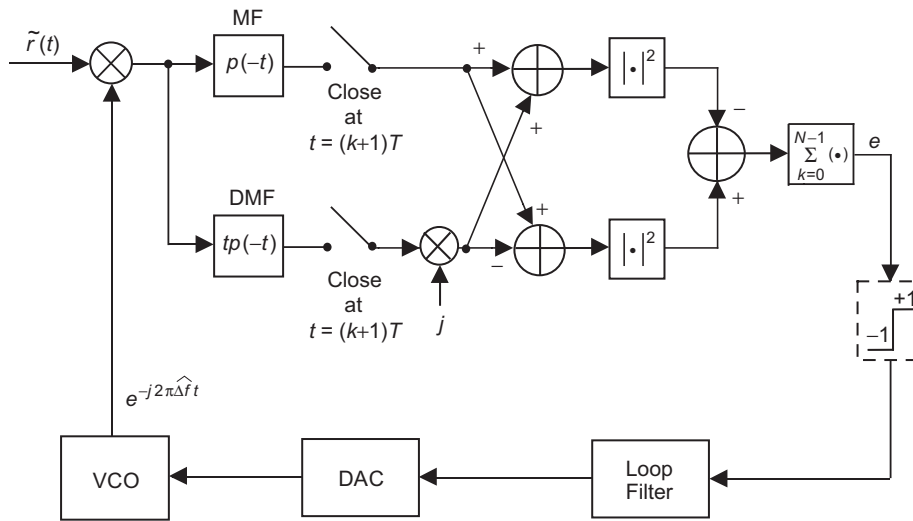 MF
r̃(t)
p(−t)
+
|•|²
Close
at
t = (k+1)T
+
−
N−1
Σ (•)
k=0
e
DMF
+
+
tp(−t)
−
|•|²
Close
at
t = (k+1)T
j
+1
−1
e^{−j2πΔf̂t}
VCO
DAC
Loop
Filter